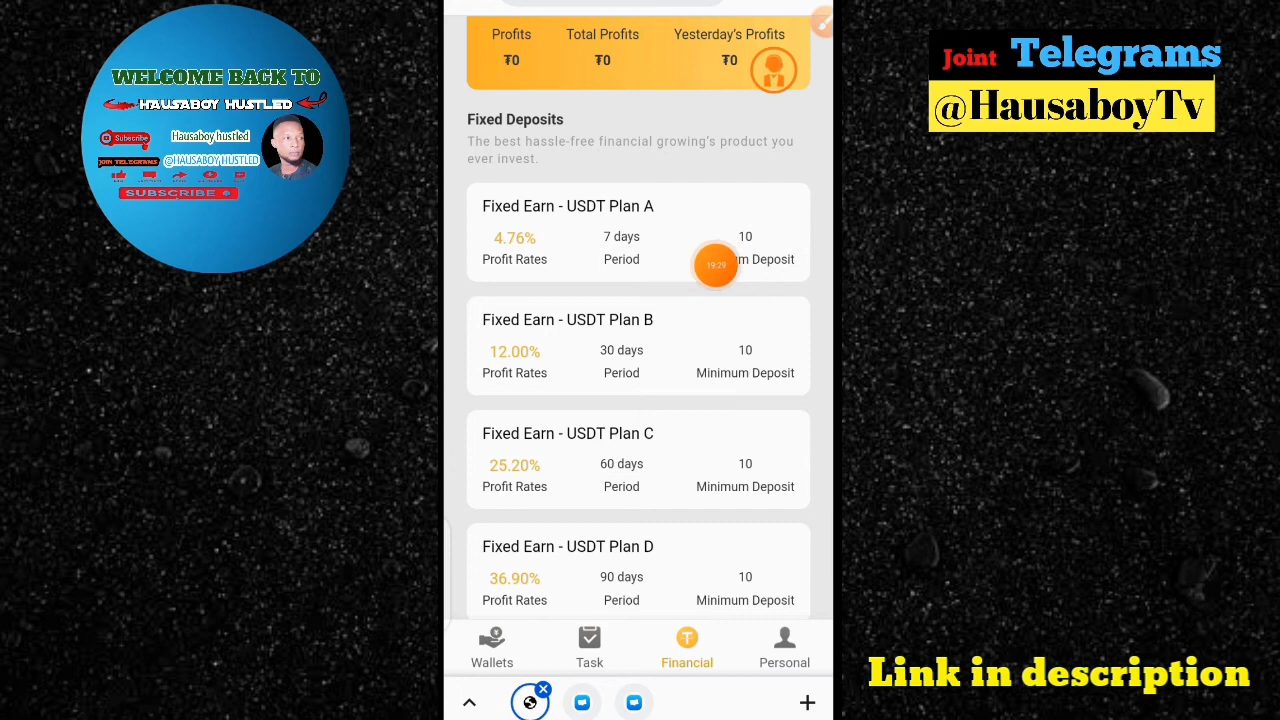 WELCOME BACK TO
HAUSABOY HUSTLED
Subscribe
Hausaboy hustled
JOIN TELEGRAMS
@HAUSABOY HUSTLED
SUBSCRIBE
Profits
Total Profits
Yesterday's Profits
₮0
₮0
₮0
Fixed Deposits
The best hassle-free financial growing's product you
ever invest.
Fixed Earn - USDT Plan A
4.76%
7 days
10
Profit Rates
Period
m Deposit
19:29
Fixed Earn - USDT Plan B
12.00%
30 days
10
Profit Rates
Period
Minimum Deposit
Fixed Earn - USDT Plan C
25.20%
60 days
10
Profit Rates
Period
Minimum Deposit
Fixed Earn - USDT Plan D
36.90%
90 days
10
Profit Rates
Period
Minimum Deposit
Wallets
Task
Financial
Personal
Joint Telegrams
@HausaboyTv
Link in description